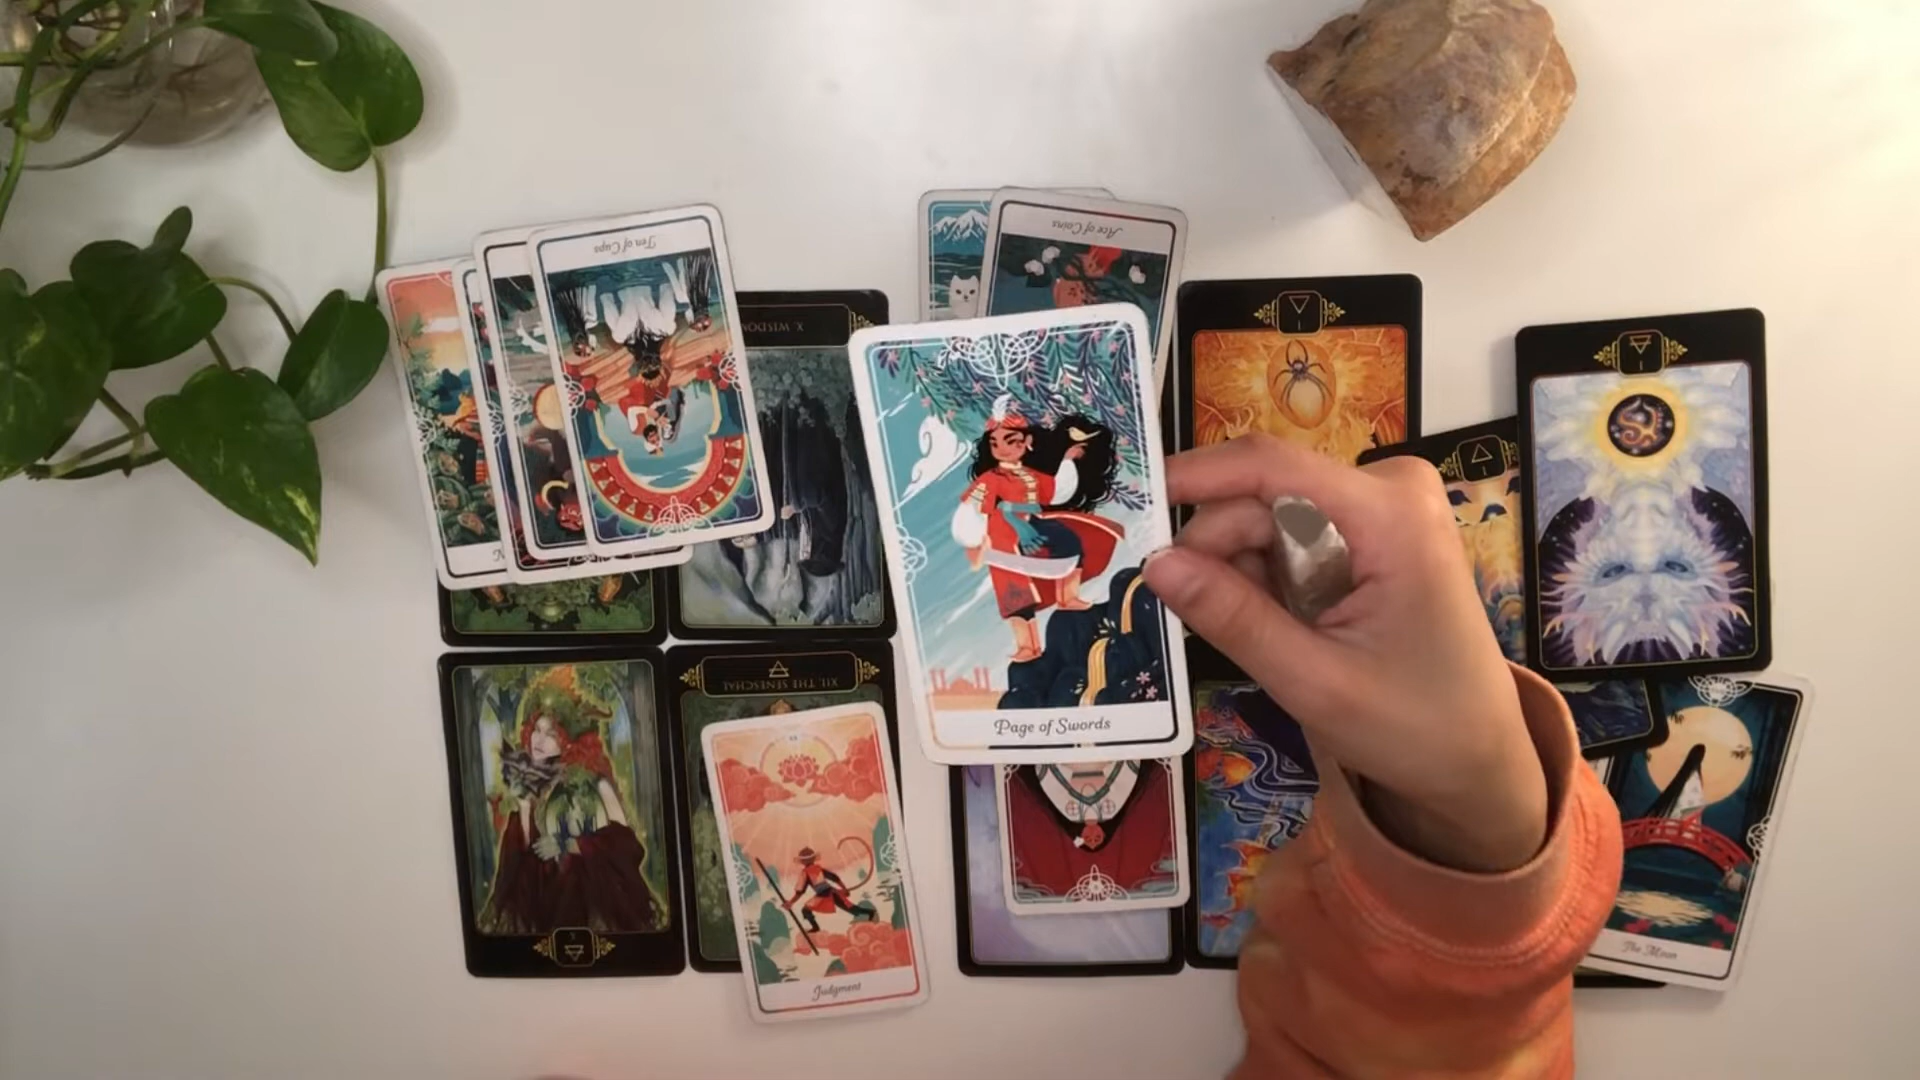 Ten of Cups
Ace of Coins
X. WISDOM
Page of Swords
XII. THE SENESCHAL
Judgment
The Moon